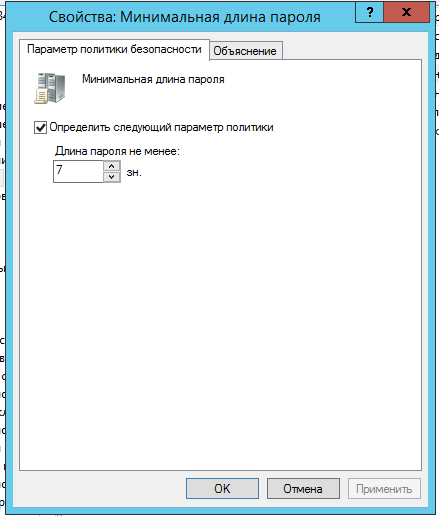 Свойства: Минимальная длина пароля
? x
Параметр политики безопасности Объяснение
Минимальная длина пароля
Определить следующий параметр политики
Длина пароля не менее:
7 зн.
OK Отмена Применить